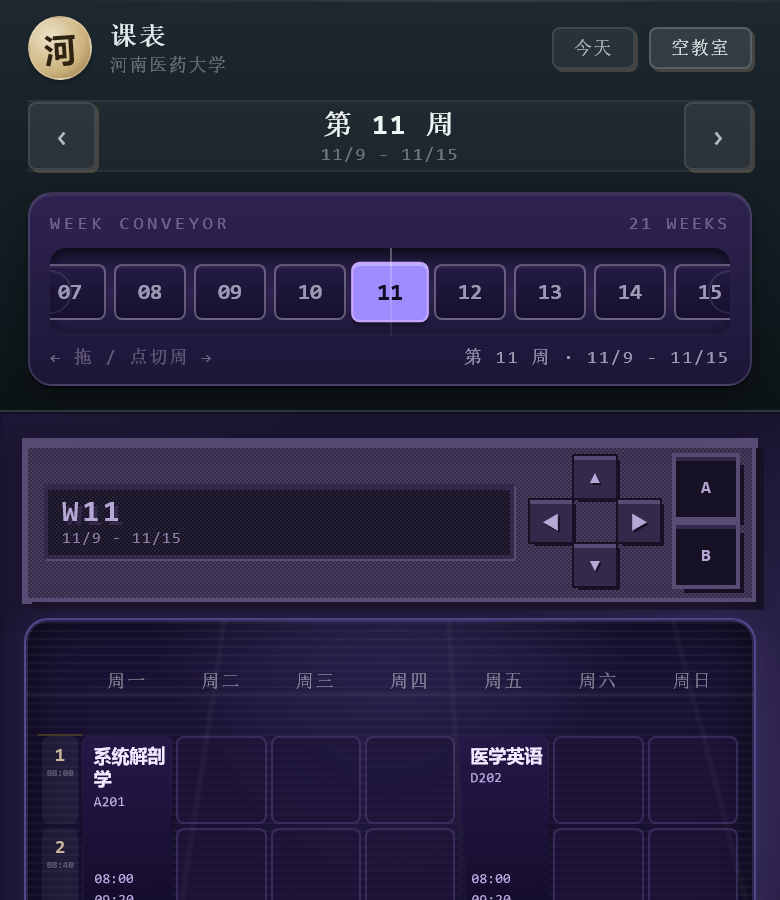 河
课表
河南医药大学
今天
空教室
‹
第 11 周
11/9 - 11/15
›
WEEK CONVEYOR
21 WEEKS
07 08 09 10 11 12 13 14 15
← 拖 / 点切周 →
第 11 周 · 11/9 - 11/15
W11
11/9 - 11/15
▲
◀ ▶
▼
A
B
周一 周二 周三 周四 周五 周六 周日
1
08:00
系统解剖学
A201
医学英语
D202
2
08:40
08:00
09:20
08:00
09:20